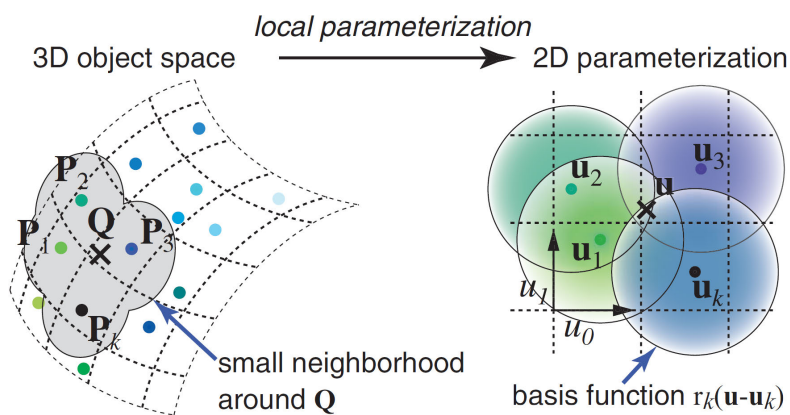 local parameterization
3D object space
2D parameterization
P2
Q
P1
P3
Pk
small neighborhood
around Q
u3
u2
u
u1
uk
u1
u0
basis function rk(u-uk)